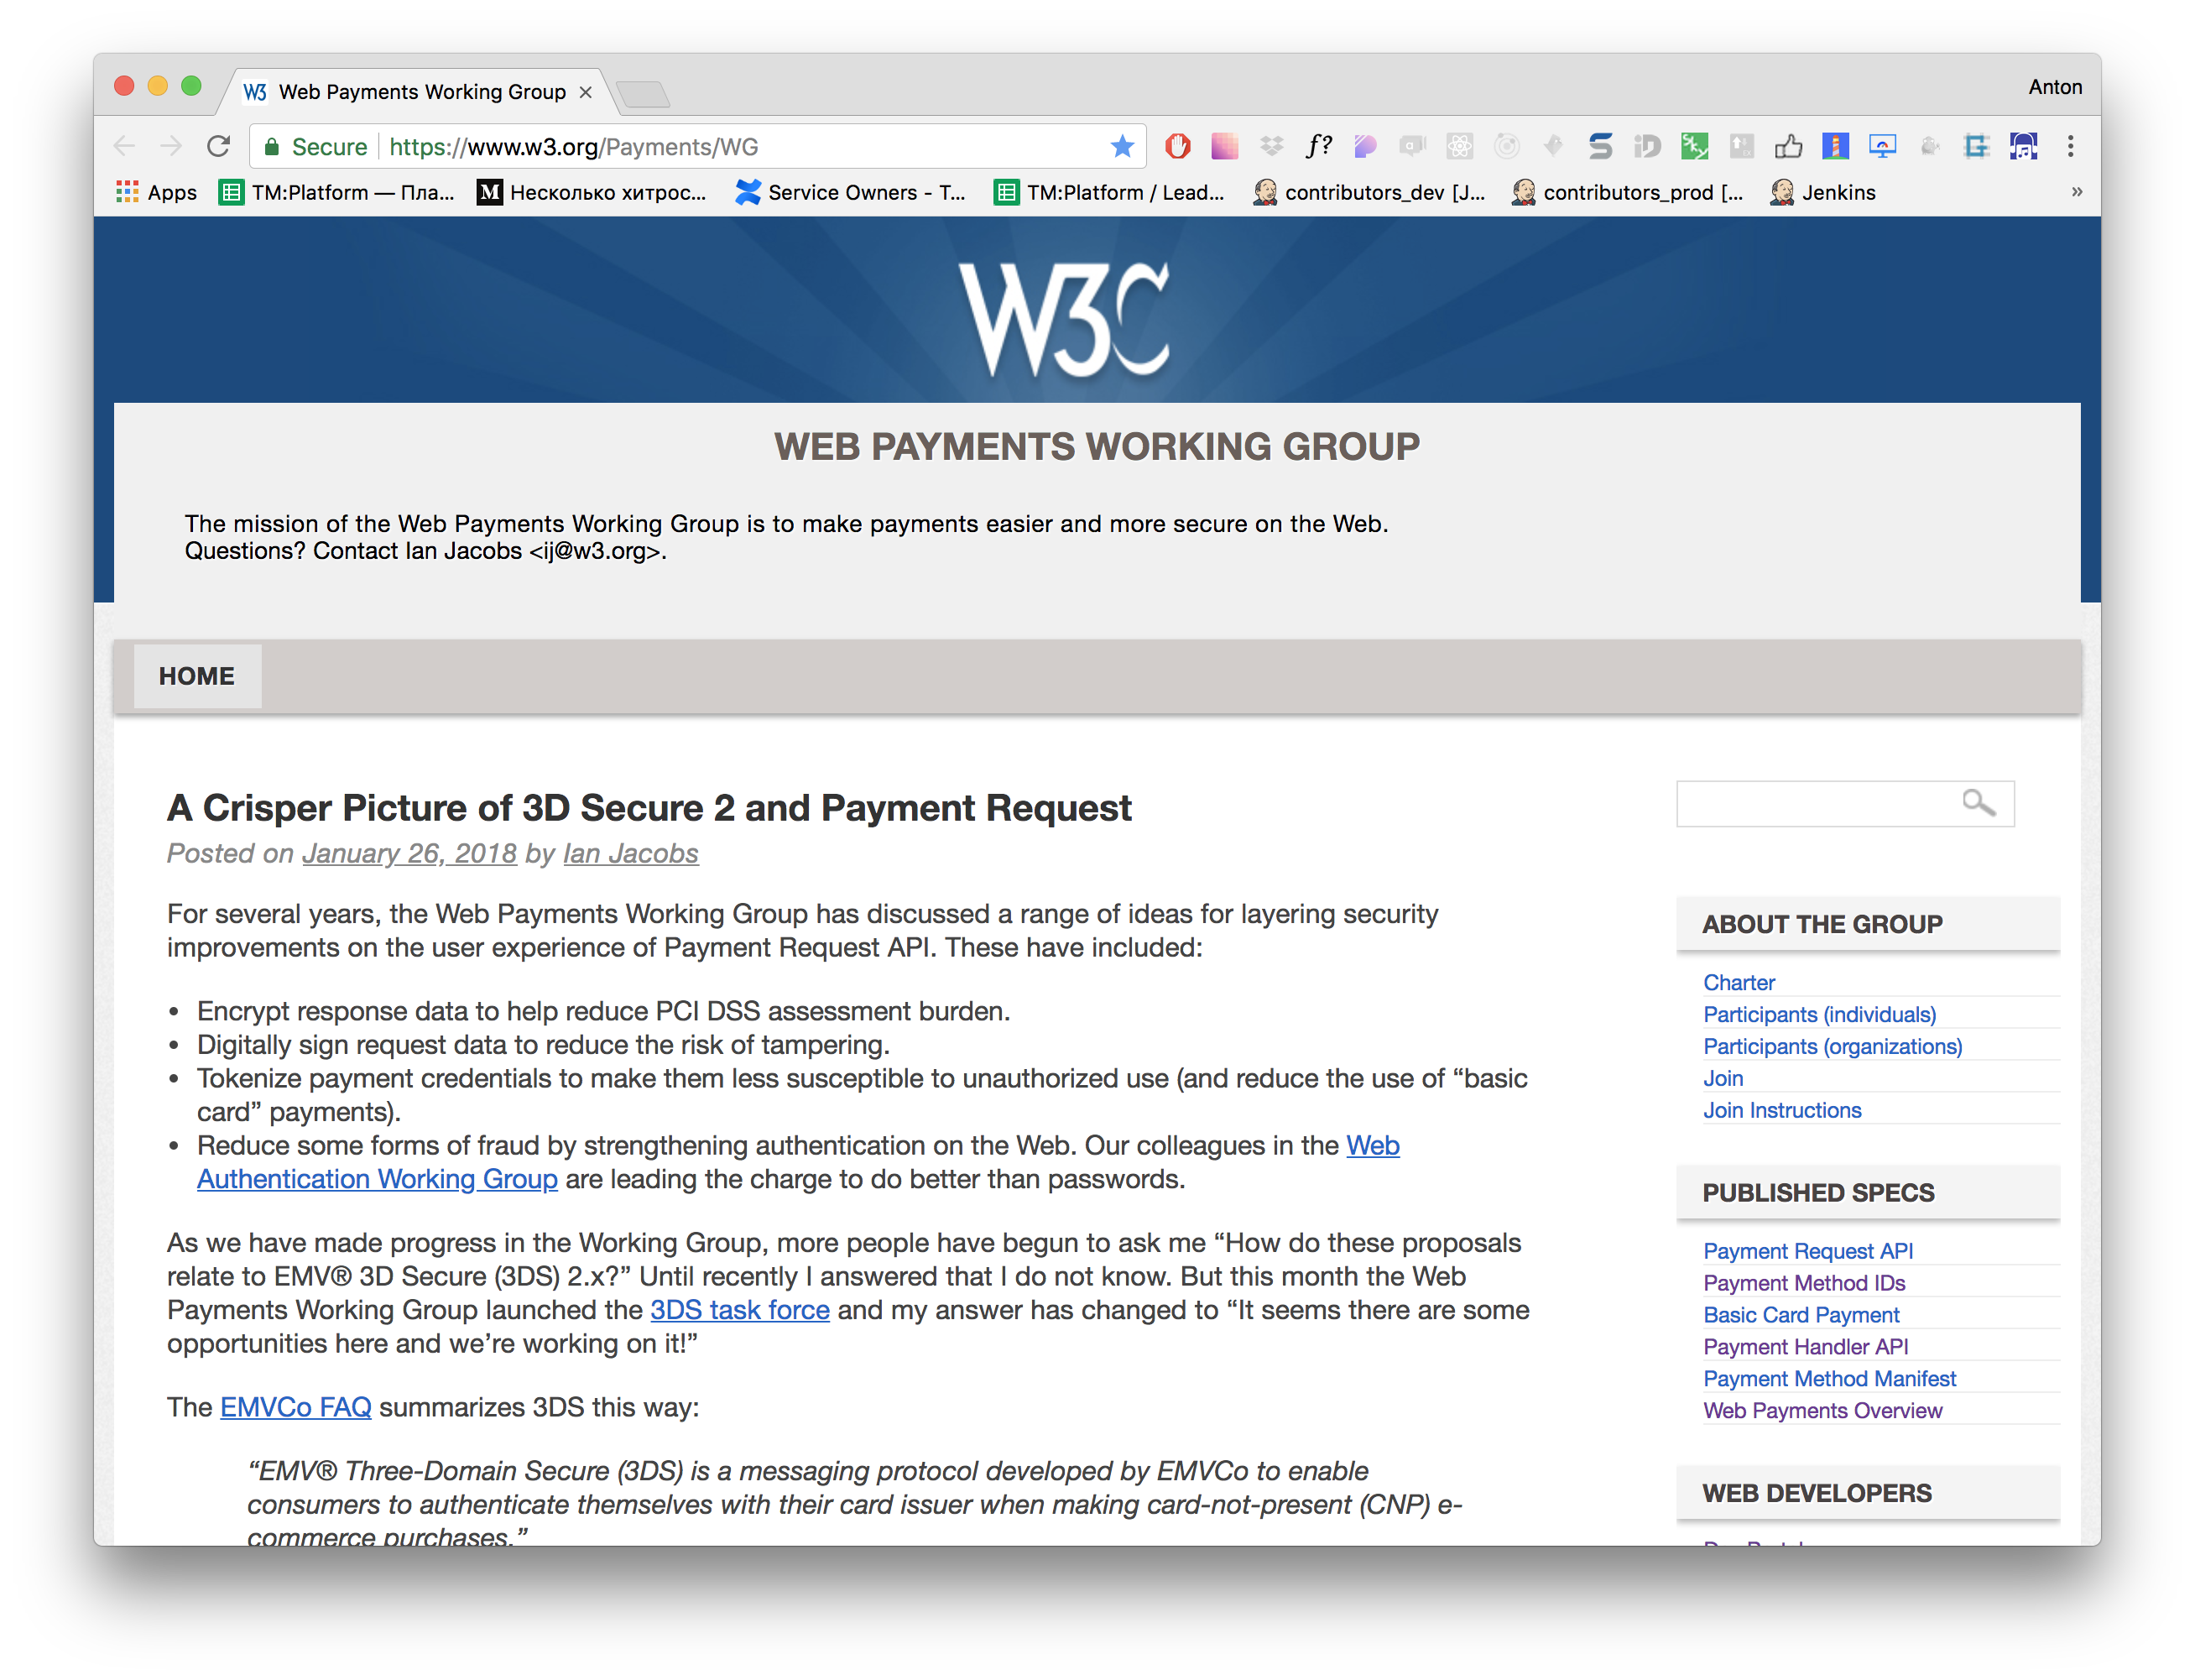 Web Payments Working Group
Anton
Secure https://www.w3.org/Payments/WG
Apps TM:Platform — Пла... Несколько хитрос... Service Owners - T... TM:Platform / Lead... contributors_dev [J... contributors_prod [... Jenkins »
W3C
WEB PAYMENTS WORKING GROUP
The mission of the Web Payments Working Group is to make payments easier and more secure on the Web.
Questions? Contact Ian Jacobs <ij@w3.org>.
HOME
A Crisper Picture of 3D Secure 2 and Payment Request
Posted on January 26, 2018 by Ian Jacobs
For several years, the Web Payments Working Group has discussed a range of ideas for layering security
improvements on the user experience of Payment Request API. These have included:
• Encrypt response data to help reduce PCI DSS assessment burden.
• Digitally sign request data to reduce the risk of tampering.
• Tokenize payment credentials to make them less susceptible to unauthorized use (and reduce the use of “basic
card” payments).
• Reduce some forms of fraud by strengthening authentication on the Web. Our colleagues in the Web
Authentication Working Group are leading the charge to do better than passwords.
As we have made progress in the Working Group, more people have begun to ask me “How do these proposals
relate to EMV® 3D Secure (3DS) 2.x?” Until recently I answered that I do not know. But this month the Web
Payments Working Group launched the 3DS task force and my answer has changed to “It seems there are some
opportunities here and we’re working on it!”
The EMVCo FAQ summarizes 3DS this way:
“EMV® Three-Domain Secure (3DS) is a messaging protocol developed by EMVCo to enable
consumers to authenticate themselves with their card issuer when making card-not-present (CNP) e-
commerce purchases.”
ABOUT THE GROUP
Charter
Participants (individuals)
Participants (organizations)
Join
Join Instructions
PUBLISHED SPECS
Payment Request API
Payment Method IDs
Basic Card Payment
Payment Handler API
Payment Method Manifest
Web Payments Overview
WEB DEVELOPERS